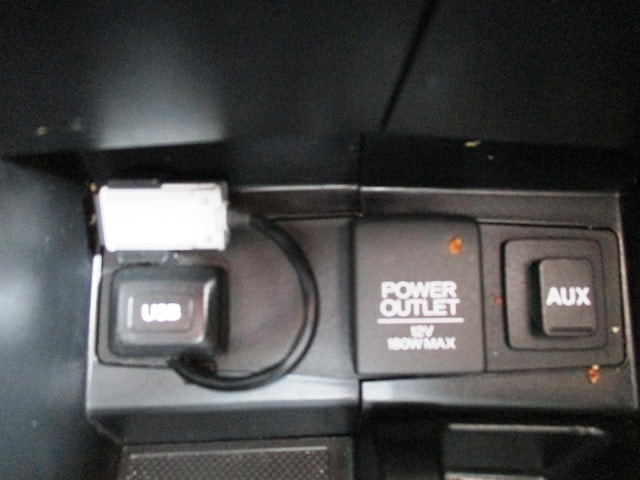 USB
POWER
OUTLET
12V
180W MAX
AUX